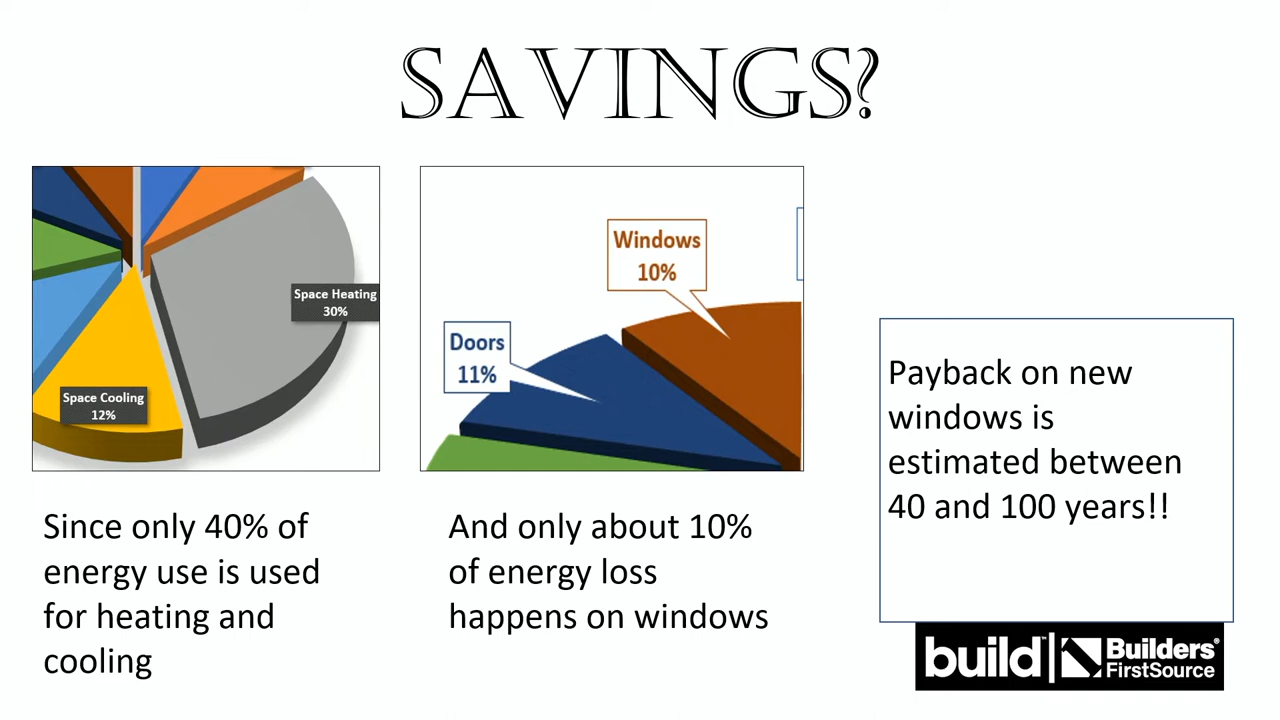 SAVINGS?
Space Heating
30%
Space Cooling
12%
Windows
10%
Doors
11%
Since only 40% of
energy use is used
for heating and
cooling
And only about 10%
of energy loss
happens on windows
Payback on new
windows is
estimated between
40 and 100 years!!
build™ Builders®
FirstSource